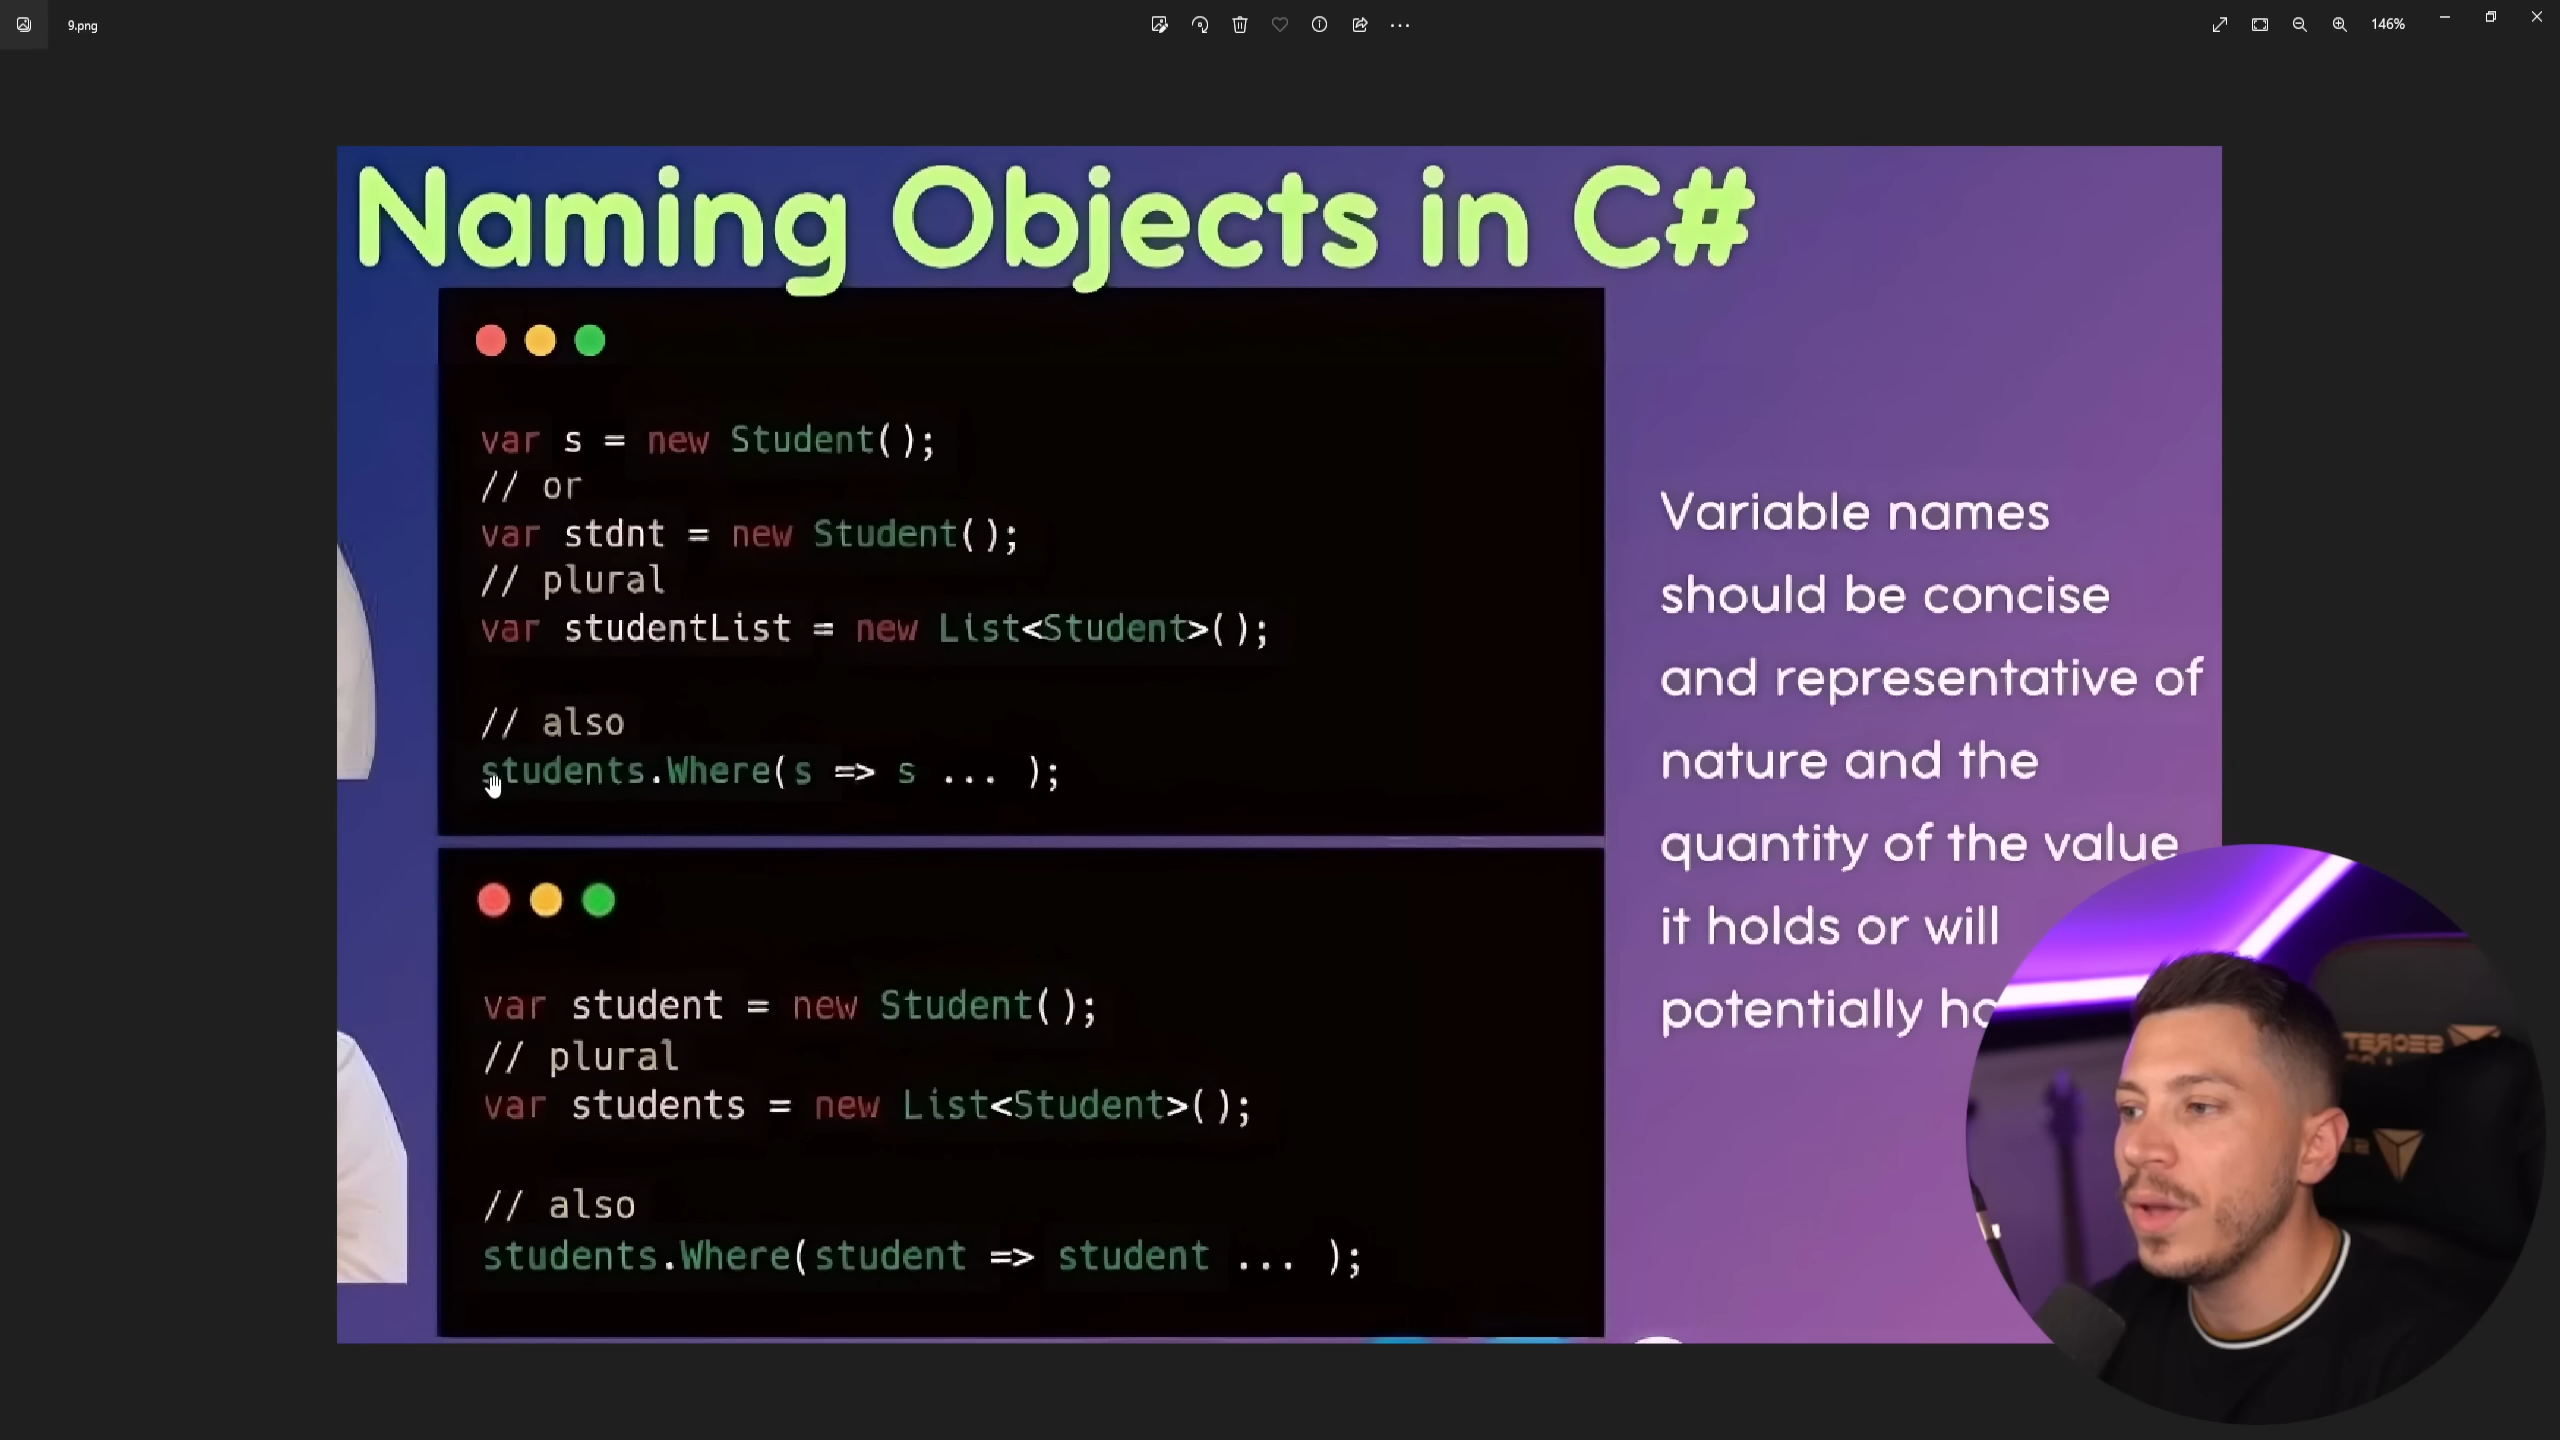 9.png
146%
Naming Objects in C#
var s = new Student();
// or
var stdnt = new Student();
// plural
var studentList = new List<Student>();
// also
students.Where(s => s ... );
var student = new Student();
// plural
var students = new List<Student>();
// also
students.Where(student => student ... );
Variable names
should be concise
and representative of
nature and the
quantity of the value
it holds or will
potentially